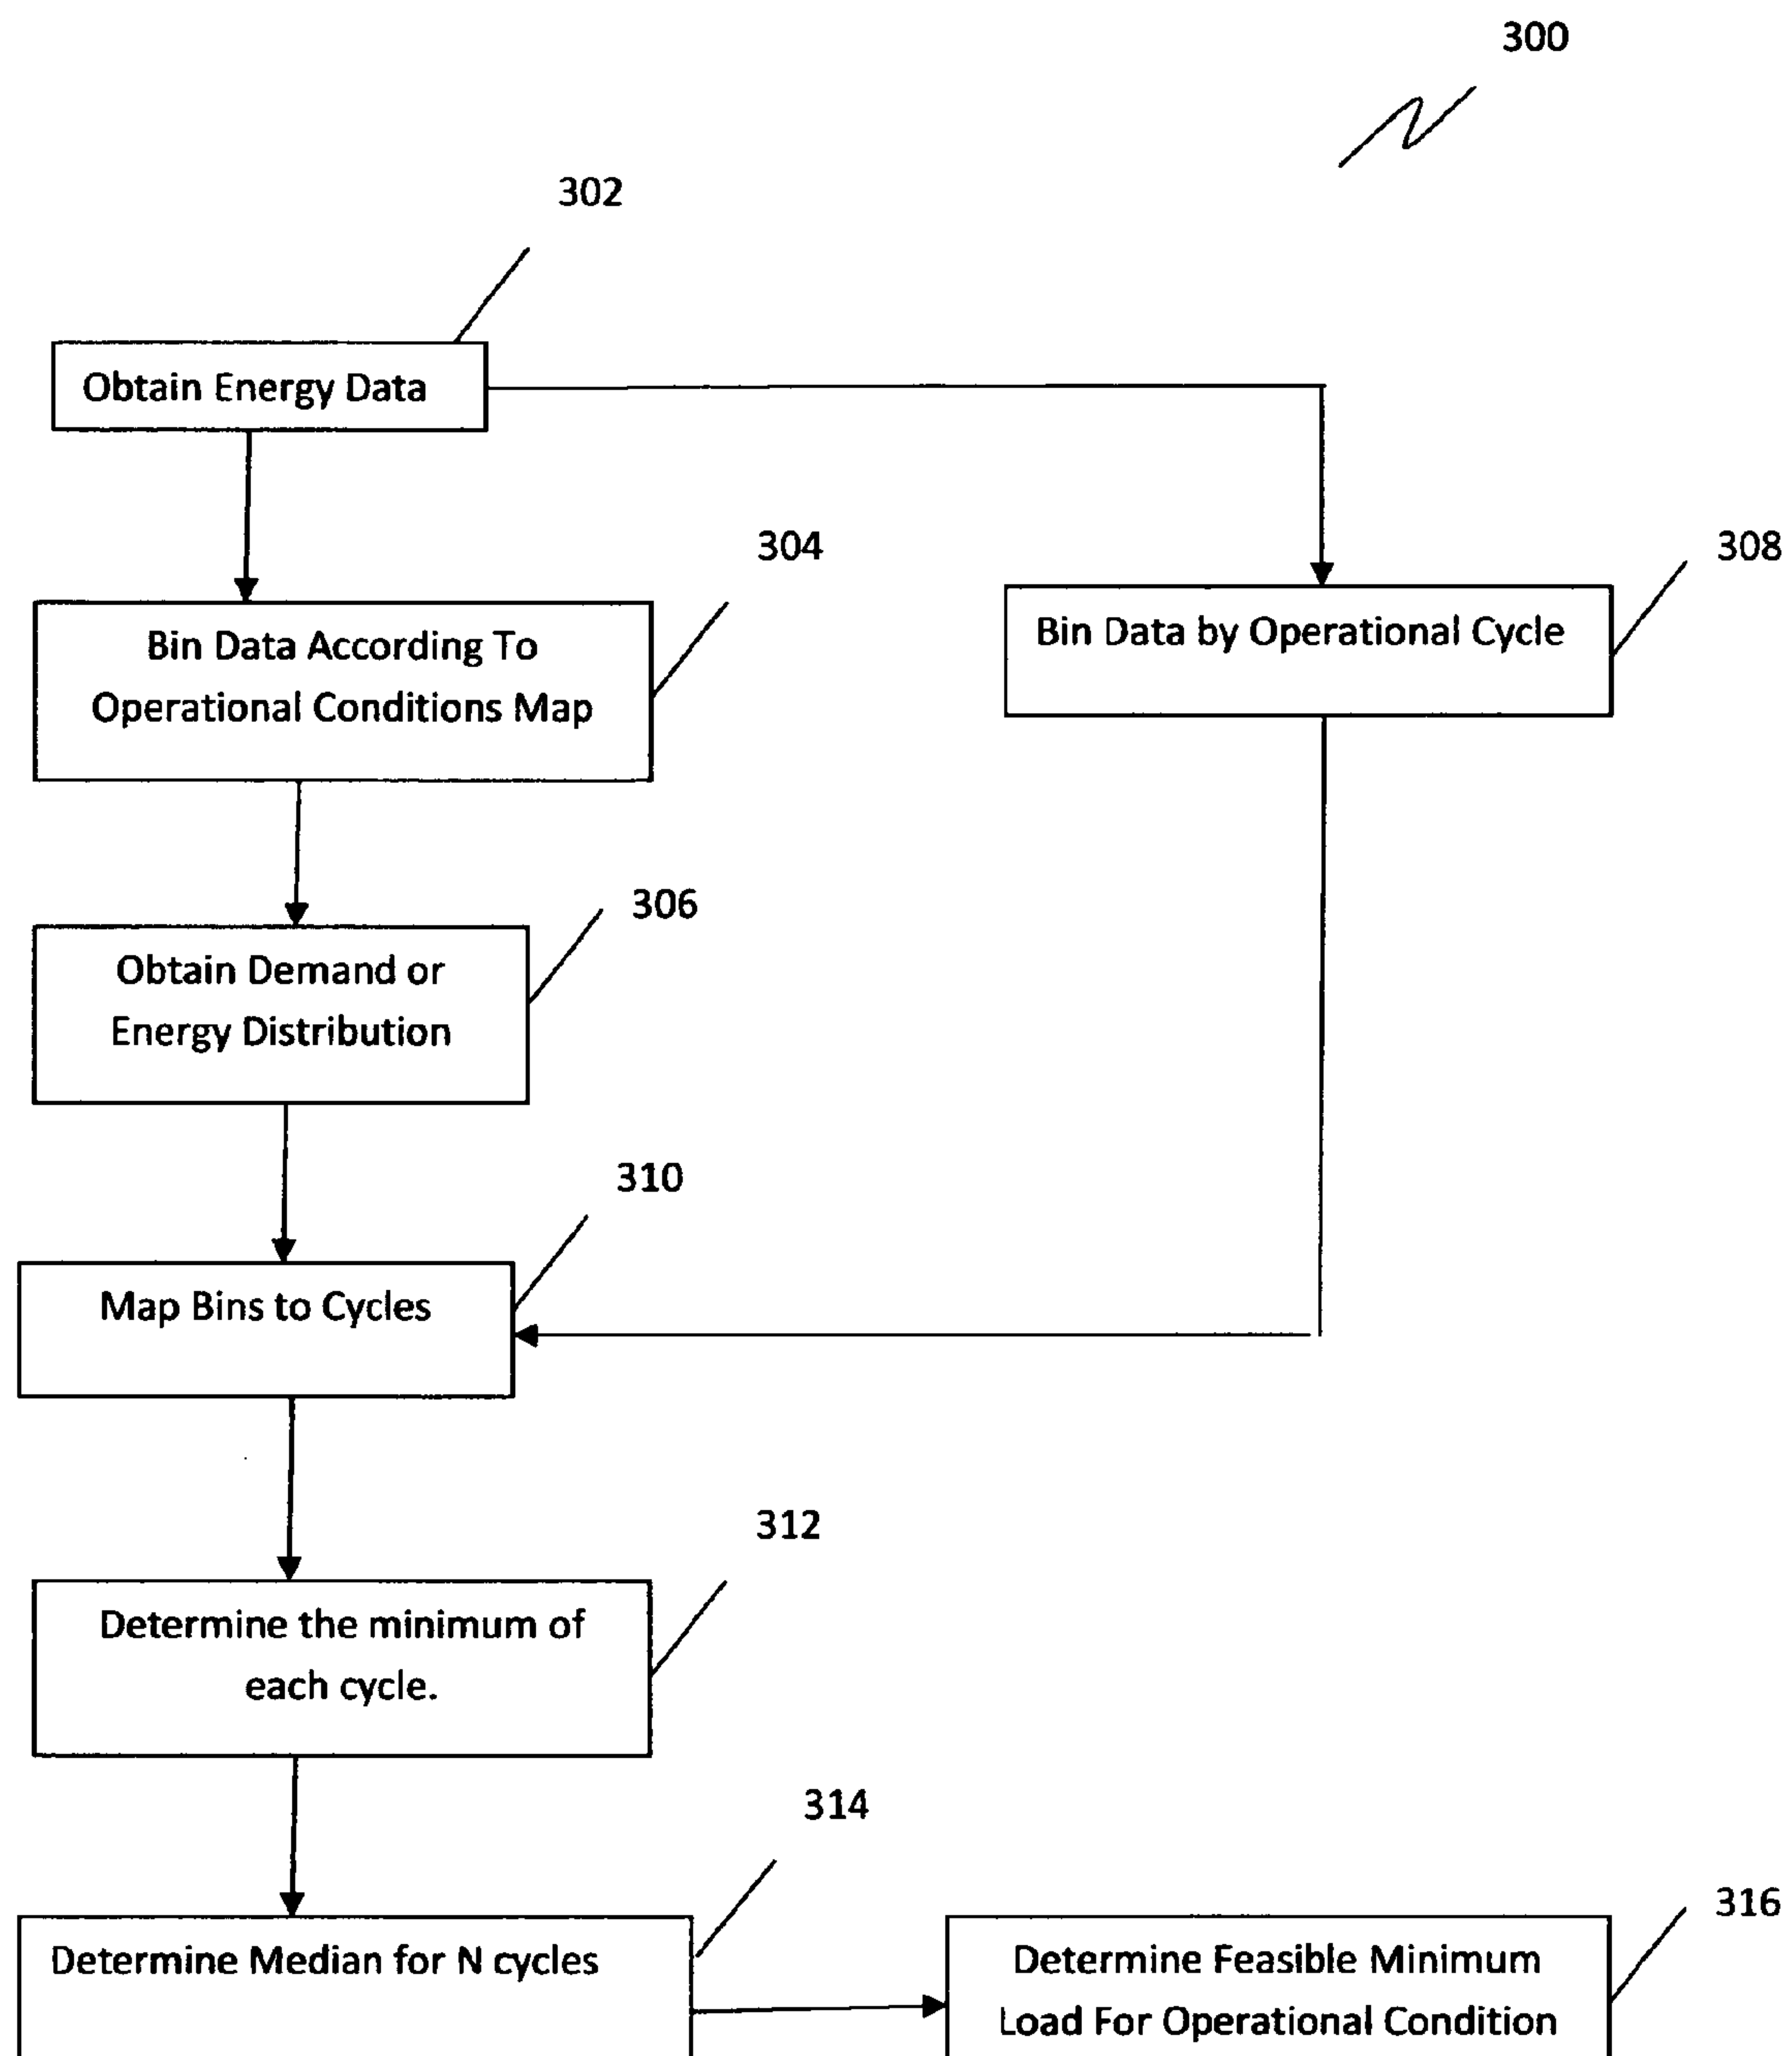 300
302
Obtain Energy Data
304
Bin Data According To
Operational Conditions Map
308
Bin Data by Operational Cycle
306
Obtain Demand or
Energy Distribution
310
Map Bins to Cycles
312
Determine the minimum of
each cycle.
314
Determine Median for N cycles
316
Determine Feasible Minimum
Load For Operational Condition